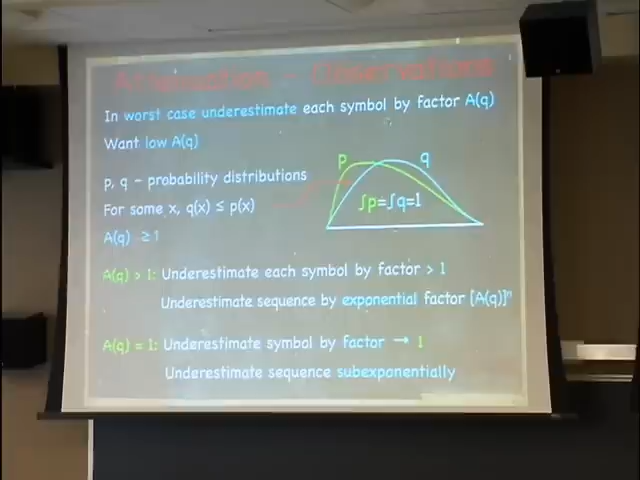 Attenuation - Observations
In worst case underestimate each symbol by factor A(q)
Want low A(q)
p, q - probability distributions
For some x, q(x) ≤ p(x)
A(q) ≥ 1
p
q
∫p=∫q=1
A(q) > 1: Underestimate each symbol by factor > 1
Underestimate sequence by exponential factor [A(q)]ⁿ
A(q) = 1: Underestimate symbol by factor → 1
Underestimate sequence subexponentially